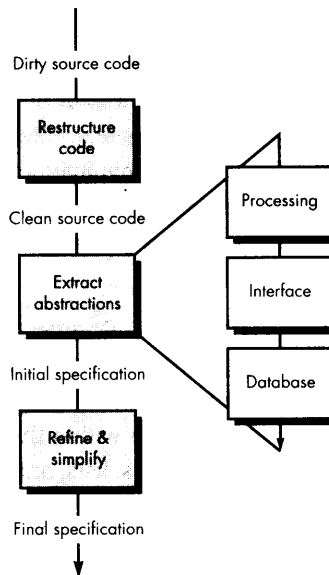 Dirty source code
Restructure
code
Clean source code
Extract
abstractions
Initial specification
Refine &
simplify
Final specification
Processing
Interface
Database